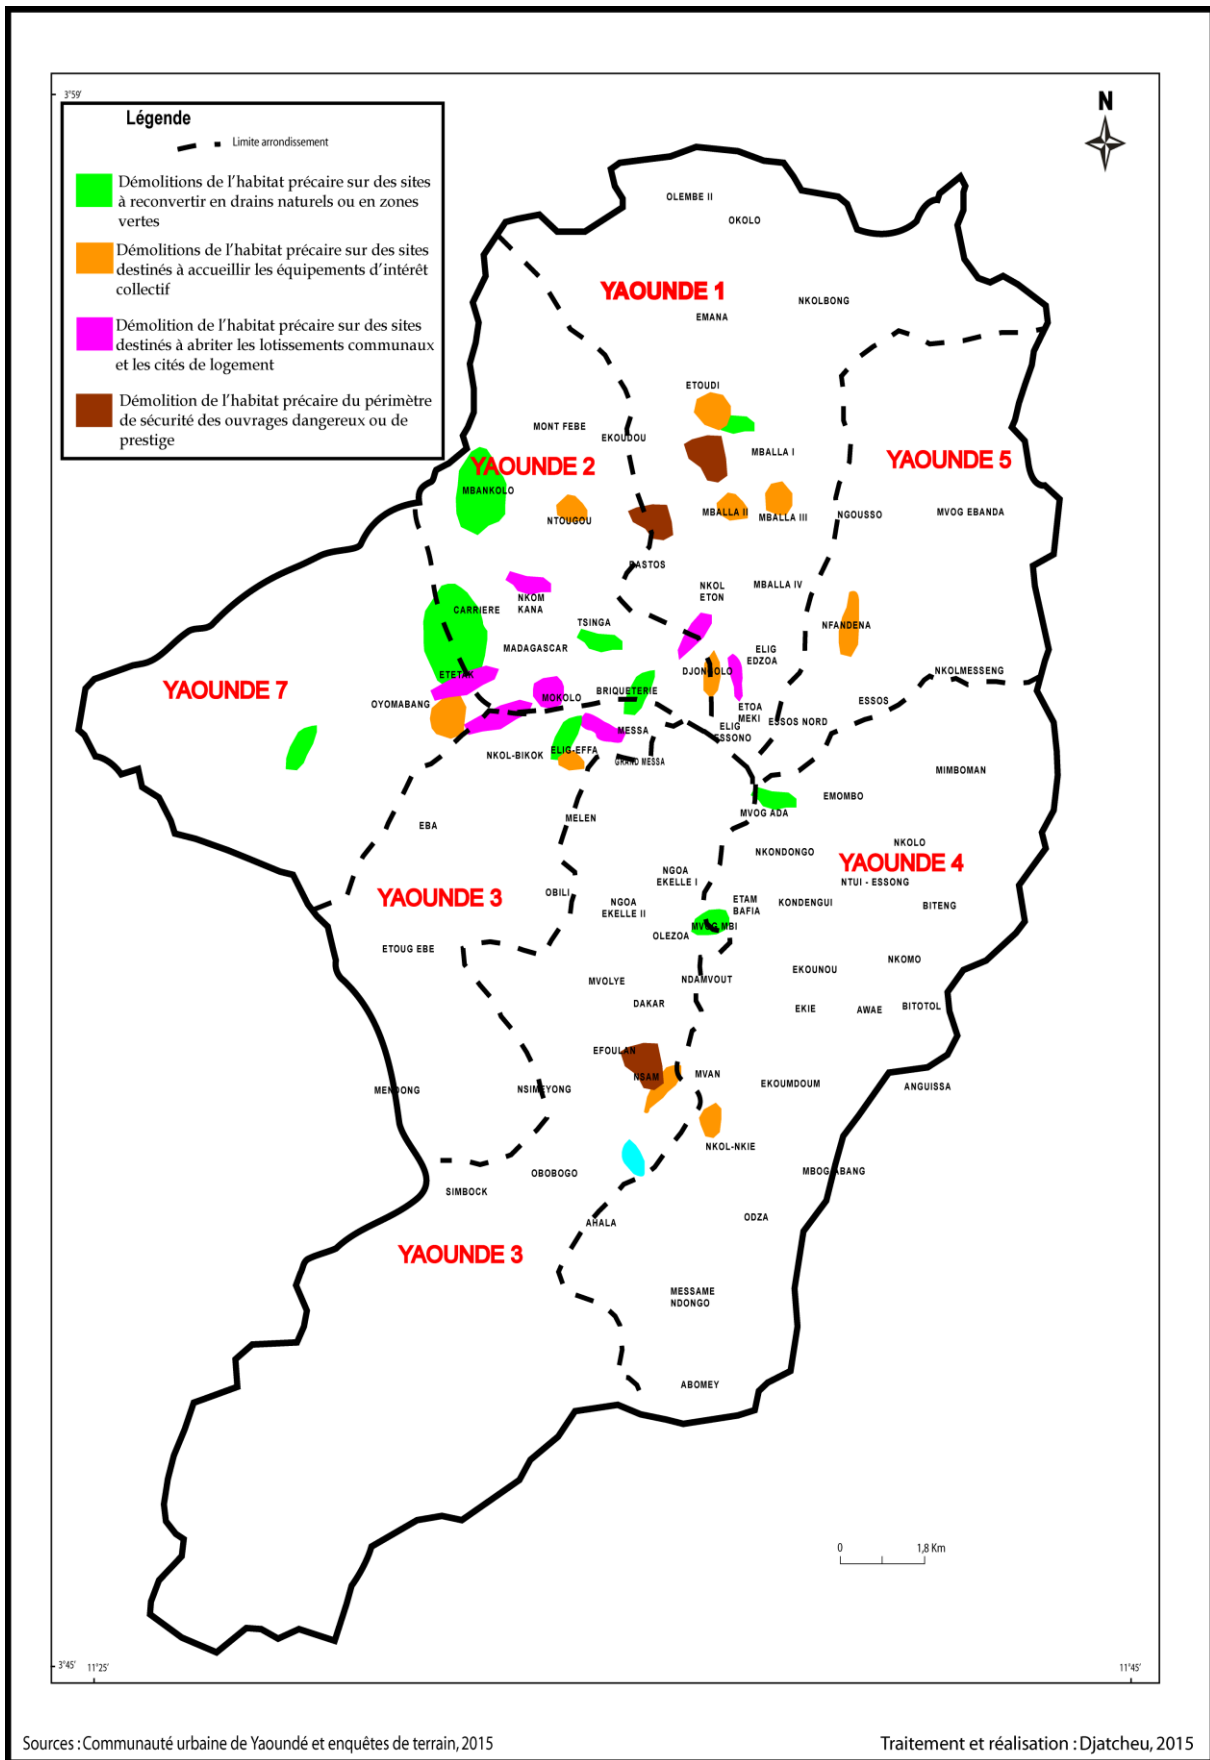 3°59'
Légende
Limite arrondissement
Démolitions de l'habitat précaire sur des sites
à reconvertir en drains naturels ou en zones
vertes
Démolitions de l'habitat précaire sur des sites
destinés à accueillir les équipements d'intérêt
collectif
Démolition de l'habitat précaire sur des sites
destinés à abriter les lotissements communaux
et les cités de logement
Démolition de l'habitat précaire du périmètre
de sécurité des ouvrages dangereux ou de
prestige
N
OLEMBE II
OKOLO
YAOUNDE 1
NKOLBONG
EMANA
ETOUDI
MONT FEBE
EKOUDOU
MBALLA I
YAOUNDE 2
YAOUNDE 5
MBANKOLO
NTOUGOU
MBALLA II
MBALLA III
NGOUSSO
MVOG EBANDA
BASTOS
NKOL
ETON
MBALLA IV
NKOM
KANA
CARRIERE
TSINGA
NFANDENA
MADAGASCAR
ELIG
EDZOA
ETETAK
DJONGOLO
NKOLMESSENG
YAOUNDE 7
OYOMABANG
MOKOLO
BRIQUETERIE
ESSOS
ETOA
MEKI
ESSOS NORD
MESSA
ELIG
ESSONO
NKOL-BIKOK
ELIG-EFFA
GRAND MESSA
MIMBOMAN
EMOMBO
MVOG ADA
MELEN
EBA
NKOLO
NKONDONGO
YAOUNDE 4
NGOA
EKELLE I
NTUI - ESSONG
OBILI
YAOUNDE 3
NGOA
EKELLE II
ETAM
BAFIA
KONDENGUI
BITENG
MVOG MBI
OLEZOA
ETOUG EBE
NKOMO
EKOUNOU
MVOLYE
NDAMVOUT
DAKAR
EKIE
AWAE
BITOTOL
EFOULAN
NSAM
MVAN
EKOUMDOUM
ANGUISSA
MENDONG
NSIMEYONG
NKOL-NKIE
OBOBOGO
MBOG ABANG
SIMBOCK
AHALA
ODZA
YAOUNDE 3
MESSAME
NDONGO
ABOMEY
0 1,8 Km
3°45'
11°25'
11°45'
Sources : Communauté urbaine de Yaoundé et enquêtes de terrain, 2015
Traitement et réalisation : Djatcheu, 2015